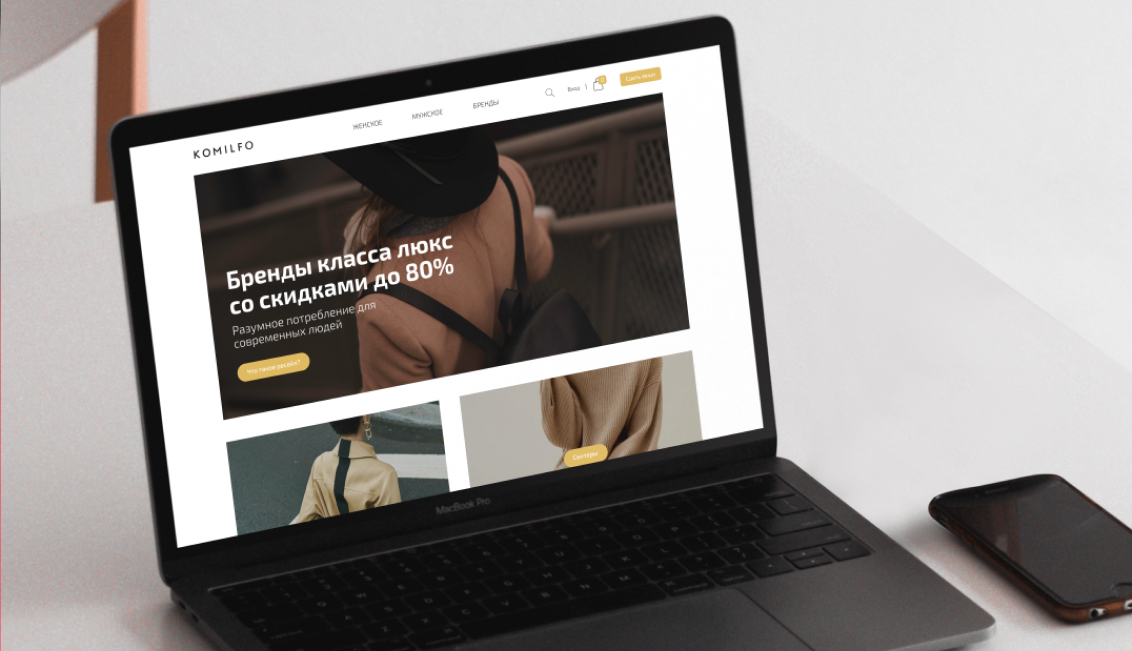 KOMILFO
ЖЕНСКОЕ
МУЖСКОЕ
БРЕНДЫ
Вход |
Сдать вещи
Бренды класса люкс
со скидками до 80%
Разумное потребление для
современных людей
Что такое ресейл?
Свитеры
MacBook Pro